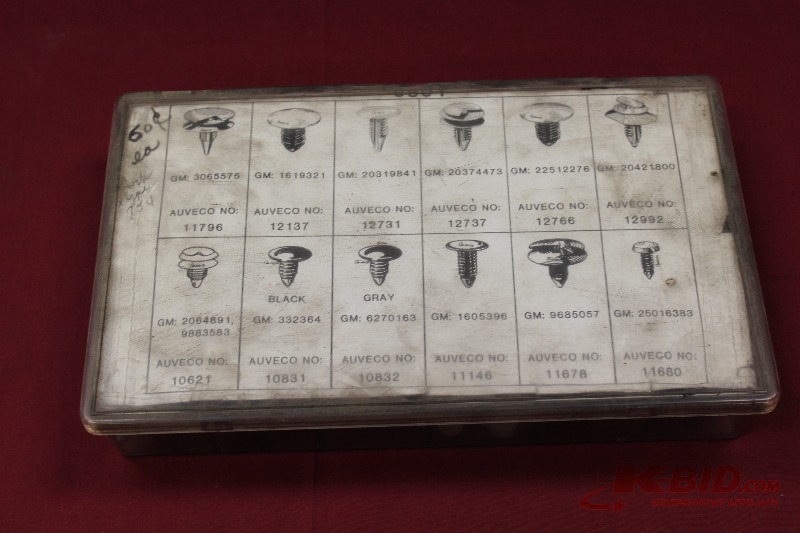 60¢
ea
GM: 3065575
AUVECO NO:
11796
GM: 1619321
AUVECO NO:
12137
GM: 20319841
AUVECO NO:
12731
GM: 20374473
AUVECO NO:
12737
GM: 22512276
AUVECO NO:
12766
GM: 20421800
AUVECO NO:
12992
GM: 2064891,
9883583
AUVECO NO:
10621
BLACK
GM: 332364
AUVECO NO:
10831
GRAY
GM: 6270163
AUVECO NO:
10832
GM: 1605396
AUVECO NO:
11146
GM: 9685057
AUVECO NO:
11678
GM: 25016383
AUVECO NO:
11680
K-BID.COM